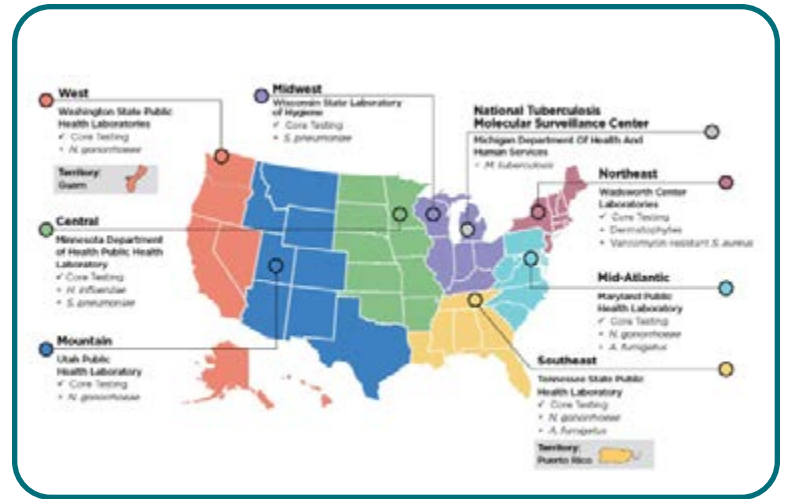 West
Washington State Public
Health Laboratories
✓ Core Testing
• N. gonorrhoeae
Territory:
Guam
Midwest
Wisconsin State Laboratory
of Hygiene
✓ Core Testing
• S. pneumoniae
National Tuberculosis
Molecular Surveillance Center
Michigan Department Of Health And
Human Services
• M. tuberculosis
Northeast
Wadsworth Center
Laboratories
✓ Core Testing
• Dermatophytes
• Vancomycin-resistant S. aureus
Central
Minnesota Department
of Health Public Health
Laboratory
✓ Core Testing
• H. influenzae
• S. pneumoniae
Mid-Atlantic
Maryland Public
Health Laboratory
✓ Core Testing
• N. gonorrhoeae
• A. fumigatus
Mountain
Utah Public
Health Laboratory
✓ Core Testing
• N. gonorrhoeae
Southeast
Tennessee State Public
Health Laboratory
✓ Core Testing
• N. gonorrhoeae
• A. fumigatus
Territory:
Puerto Rico